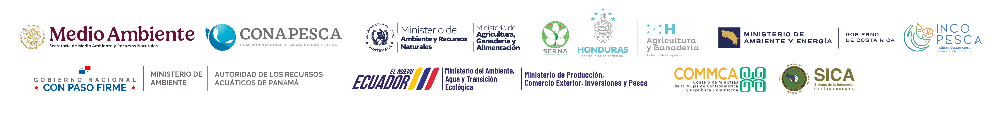 ESTADOS UNIDOS MEXICANOS
Medio Ambiente
Secretaría de Medio Ambiente y Recursos Naturales
CONAPESCA
COMISIÓN NACIONAL DE ACUACULTURA Y PESCA
GOBIERNO DE LA REPÚBLICA
GUATEMALA
Ministerio de
Ambiente y Recursos
Naturales
Ministerio de
Agricultura,
Ganadería y
Alimentación
SERNA
HONDURAS
GOBIERNO DE LA REPÚBLICA
H
Agricultura
y Ganadería
Gobierno de la República
MINISTERIO DE
AMBIENTE Y ENERGÍA
GOBIERNO
DE COSTA RICA
INCO
PESCA
Instituto Costarricense
de Pesca y Acuicultura
GOBIERNO NACIONAL
CON PASO FIRME
MINISTERIO DE
AMBIENTE
AUTORIDAD DE LOS RECURSOS
ACUÁTICOS DE PANAMÁ
EL NUEVO
ECUADOR
Ministerio del Ambiente,
Agua y Transición
Ecológica
Ministerio de Producción,
Comercio Exterior, Inversiones y Pesca
COMMCA
Consejo de Ministras
de la Mujer de Centroamérica
y República Dominicana
PAZ
DESARROLLO
LIBERTAD
DEMOCRACIA
SICA
SICA
Sistema de la Integración
Centroamericana